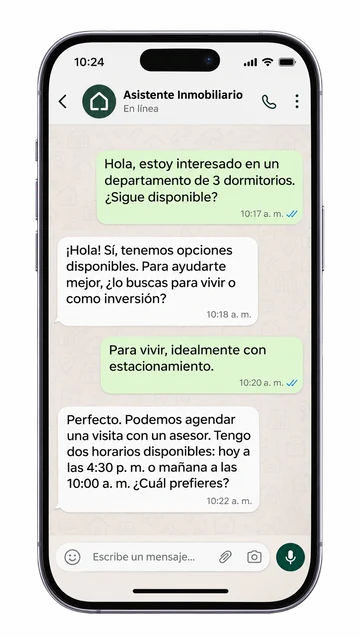 10:24
Asistente Inmobiliario
En línea
Hola, estoy interesado en un
departamento de 3 dormitorios.
¿Sigue disponible?
10:17 a. m.
¡Hola! Sí, tenemos opciones
disponibles. Para ayudarte
mejor, ¿lo buscas para vivir o
como inversión?
10:18 a. m.
Para vivir, idealmente con
estacionamiento.
10:20 a. m.
Perfecto. Podemos agendar
una visita con un asesor. Tengo
dos horarios disponibles: hoy a
las 4:30 p. m. o mañana a las
10:00 a. m. ¿Cuál prefieres?
10:22 a. m.
Escribe un mensaje...